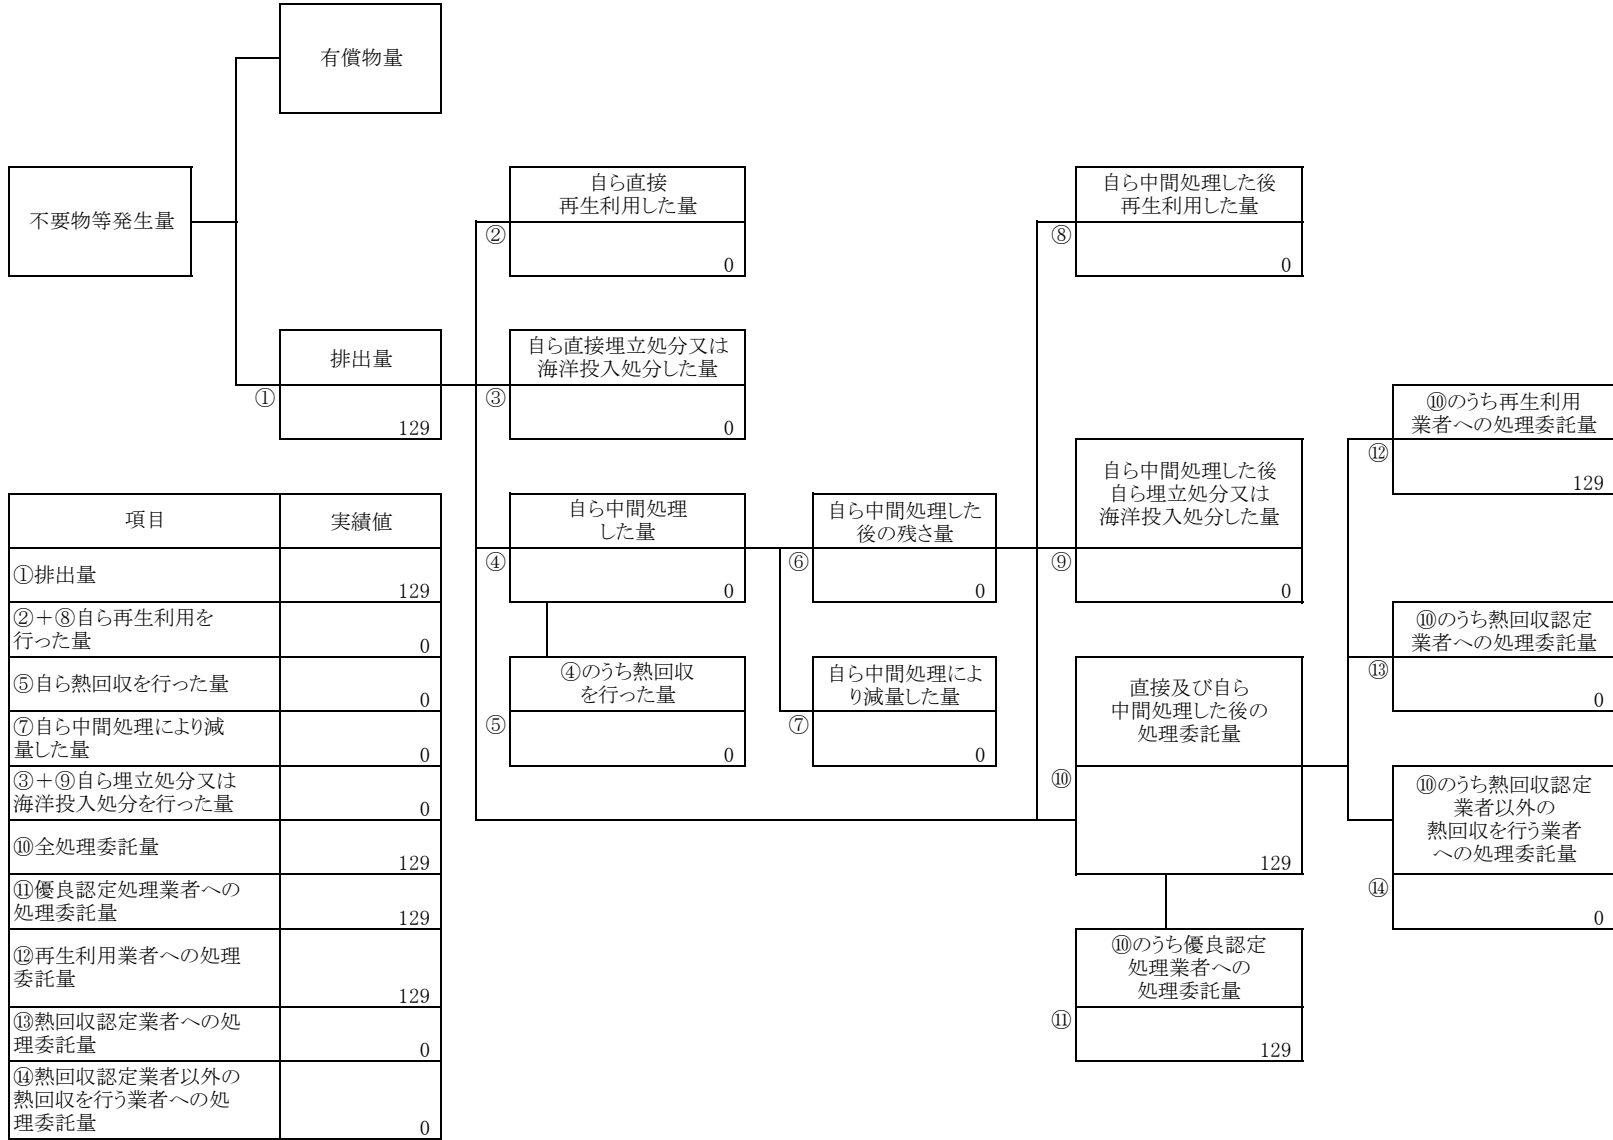 有償物量
不要物等発生量
自ら直接
再生利用した量
②
0
自ら中間処理した後
再生利用した量
⑧
0
排出量
①
129
自ら直接埋立処分又は
海洋投入処分した量
③
0
⑩のうち再生利用
業者への処理委託量
⑫
129
自ら中間処理
した量
④
0
自ら中間処理した
後の残さ量
⑥
0
自ら中間処理した後
自ら埋立処分又は
海洋投入処分した量
⑨
0
④のうち熱回収
を行った量
⑤
0
自ら中間処理によ
り減量した量
⑦
0
直接及び自ら
中間処理した後の
処理委託量
⑩
129
⑩のうち熱回収認定
業者への処理委託量
⑬
0
⑩のうち熱回収認定
業者以外の
熱回収を行う業者
への処理委託量
⑭
0
⑩のうち優良認定
処理業者への
処理委託量
⑪
129
項目 実績値
①排出量
129
②＋⑧自ら再生利用を
行った量
0
⑤自ら熱回収を行った量
0
⑦自ら中間処理により減
量した量
0
③＋⑨自ら埋立処分又は
海洋投入処分を行った量
0
⑩全処理委託量
129
⑪優良認定処理業者への
処理委託量
129
⑫再生利用業者への処理
委託量
129
⑬熱回収認定業者への処
理委託量
0
⑭熱回収認定業者以外の
熱回収を行う業者への処
理委託量
0